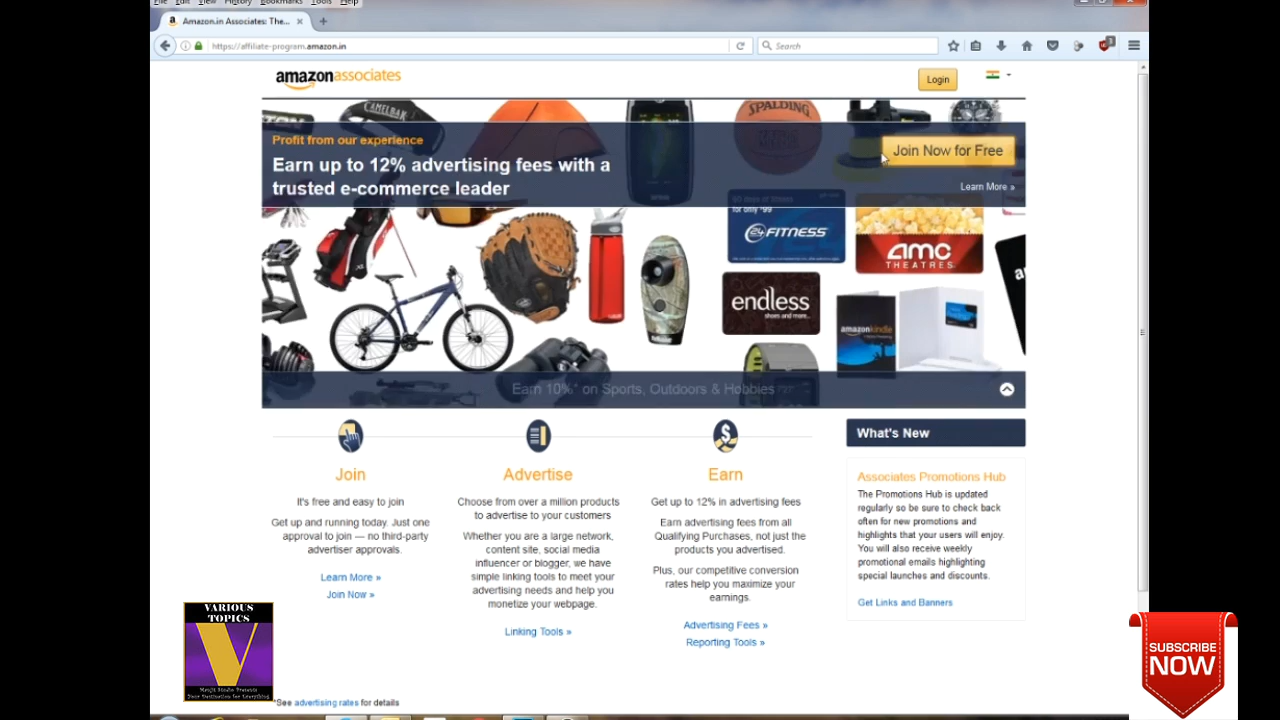 File Edit View History Bookmarks Tools Help
Amazon.in Associates: The...
https://affiliate-program.amazon.in
Search
3
amazonassociates
Login
CAMELBAK
SPALDING
Profit from our experience
Earn up to 12% advertising fees with a
trusted e-commerce leader
Join Now for Free
Learn More »
24 FITNESS
AMC
THEATRES
endless
shoes and more.
amazonkindle
Earn 10%* on Sports, Outdoors & Hobbies
Join
It's free and easy to join
Get up and running today. Just one
approval to join — no third-party
advertiser approvals.
Learn More »
Join Now »
Advertise
Choose from over a million products
to advertise to your customers
Whether you are a large network,
content site, social media
influencer or blogger, we have
simple linking tools to meet your
advertising needs and help you
monetize your webpage.
Linking Tools »
Earn
Get up to 12% in advertising fees
Earn advertising fees from all
Qualifying Purchases, not just the
products you advertised.
Plus, our competitive conversion
rates help you maximize your
earnings.
Advertising Fees »
Reporting Tools »
What's New
Associates Promotions Hub
The Promotions Hub is updated
regularly so be sure to check back
often for new promotions and
highlights that your users will enjoy.
You will also receive weekly
promotional emails highlighting
special launches and discounts.
Get Links and Banners
*See advertising rates for details
VARIOUS
TOPICS
V
Your Destination for Everything
SUBSCRIBE
NOW